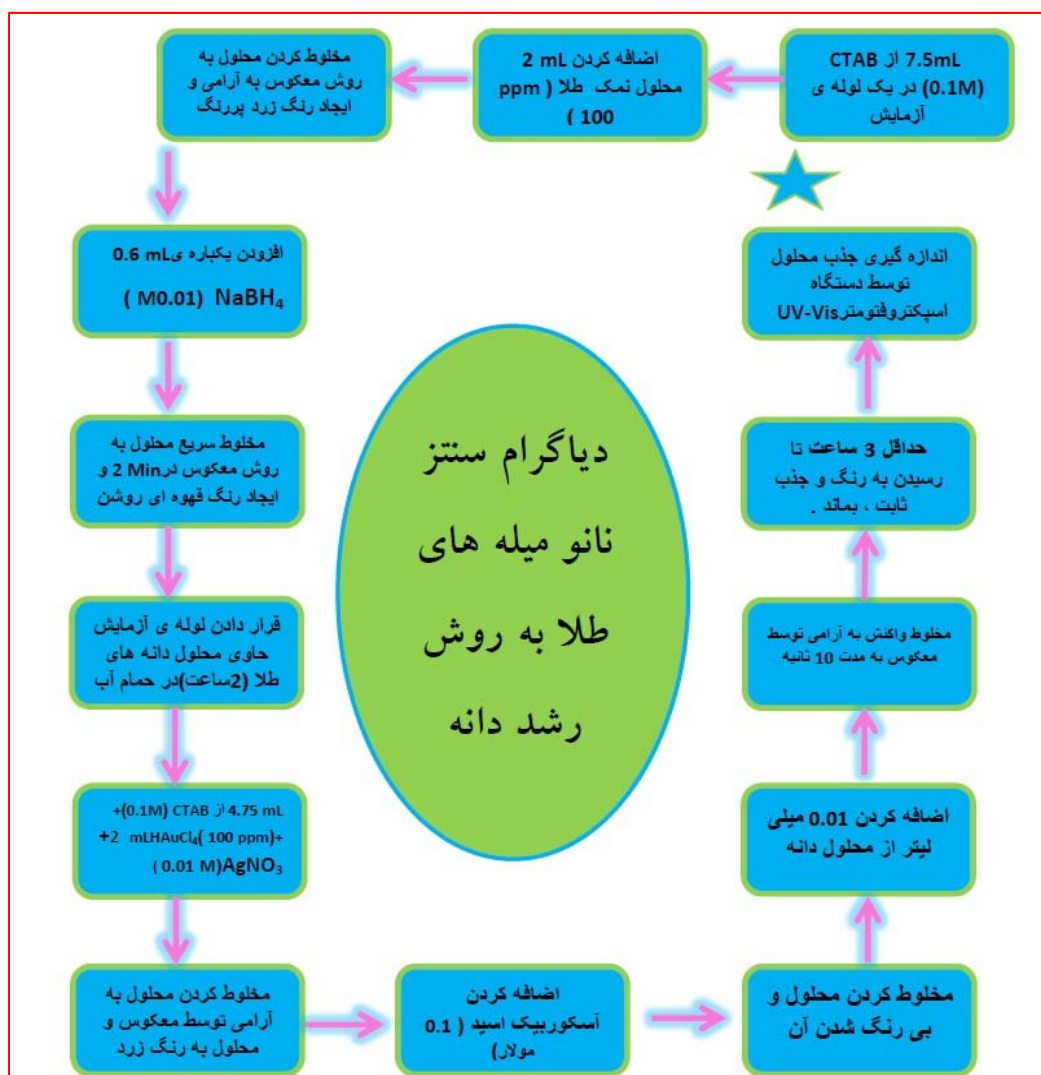 7.5mL از CTAB
(0.1M) در یک لوله ی
آزمایش
اضافه کردن 2 mL
محلول نمک طلا ( ppm
100 )
مخلوط کردن محلول به
روش معکوس به آرامی و
ایجاد رنگ زرد پررنگ
افزودن یکباره ی0.6 mL
NaBH₄ (M0.01 )
مخلوط سریع محلول به
روش معکوس در2 Min و
ایجاد رنگ قهوه ای روشن
قرار دادن لوله ی آزمایش
حاوی محلول دانه های
طلا (2ساعت)در حمام آب
4.75 mL از CTAB (0.1M)+
2 mLHAuCl₄( 100 ppm)+
+AgNO₃(0.01 M )
مخلوط کردن محلول به
آرامی توسط معکوس و
محلول به رنگ زرد
اضافه کردن
آسکوربیک اسید ( 0.1
مولار)
مخلوط کردن محلول و
بی رنگ شدن آن
اضافه کردن 0.01 میلی
لیتر از محلول دانه
مخلوط واکنش به آرامی توسط
معکوس به مدت 10 ثانیه
حداقل 3 ساعت تا
رسیدن به رنگ و جذب
ثابت ، بماند .
اندازه گیری جذب محلول
توسط دستگاه
اسپکتروفتومترUV-Vis
دیاگرام سنتز
نانو میله های
طلا به روش
رشد دانه